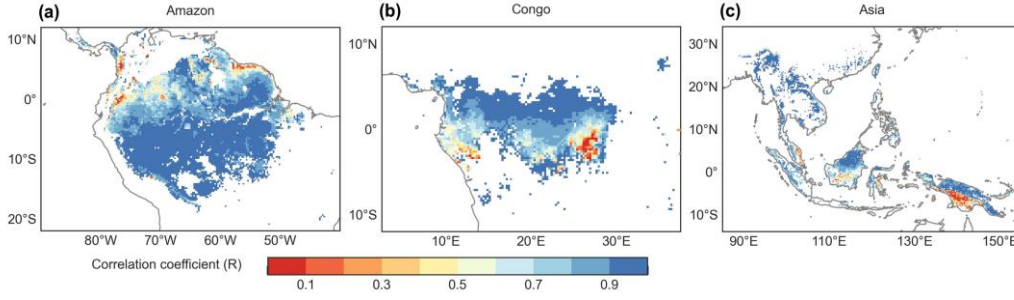 (a) Amazon (b) Congo (c) Asia
10°N
0°
10°S
20°S
80°W 70°W 60°W 50°W 40°W
10°N
0°
10°S
10°E 20°E 30°E
30°N
20°N
10°N
0°
10°S
90°E 110°E 130°E 150°E
Correlation coefficient (R)
0.1 0.3 0.5 0.7 0.9